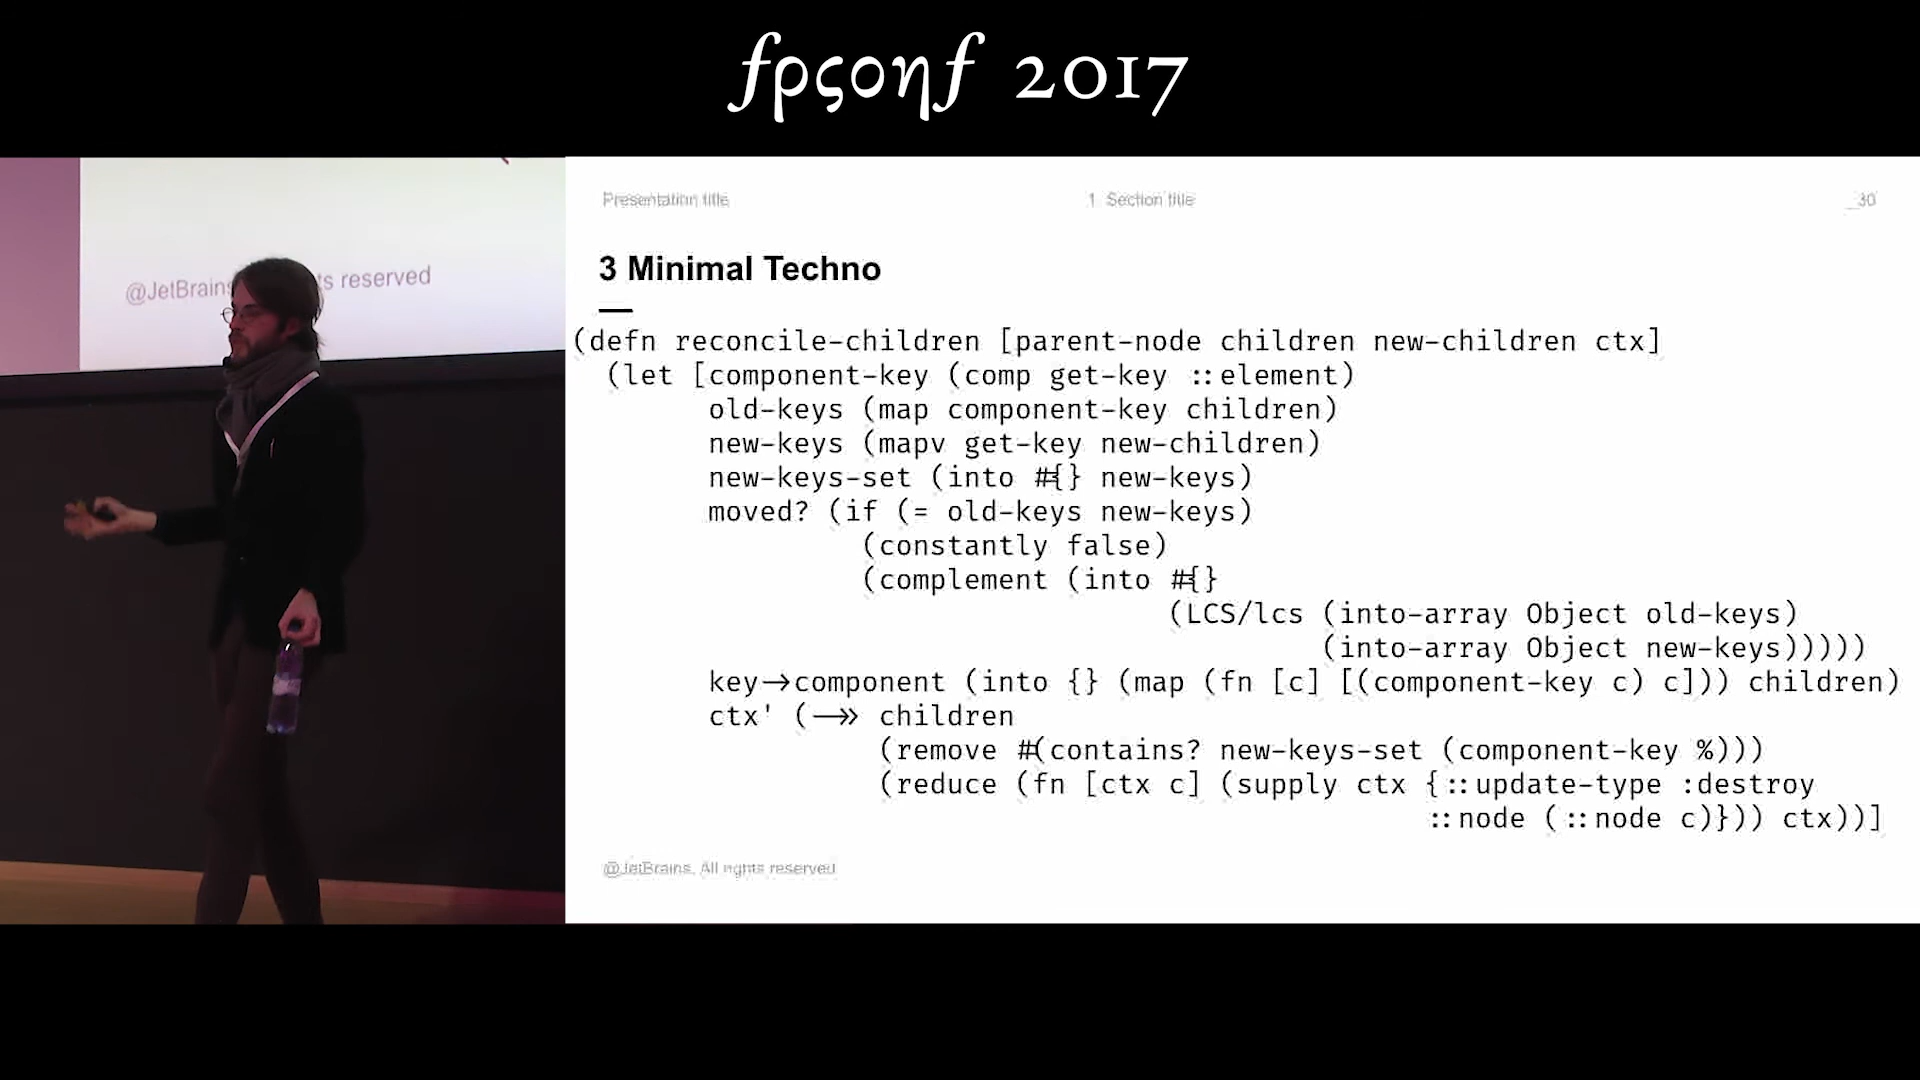 fρςοηf 2017
@JetBrains
ts reserved
Presentation title
1 Section title
_30
3 Minimal Techno
(defn reconcile-children [parent-node children new-children ctx]
(let [component-key (comp get-key ::element)
old-keys (map component-key children)
new-keys (mapv get-key new-children)
new-keys-set (into #{} new-keys)
moved? (if (= old-keys new-keys)
(constantly false)
(complement (into #{}
(LCS/lcs (into-array Object old-keys)
(into-array Object new-keys)))))
key->component (into {} (map (fn [c] [(component-key c) c])) children)
ctx' (->> children
(remove #(contains? new-keys-set (component-key %)))
(reduce (fn [ctx c] (supply ctx {::update-type :destroy
::node (::node c)})) ctx))]
@JetBrains, All rights reserved